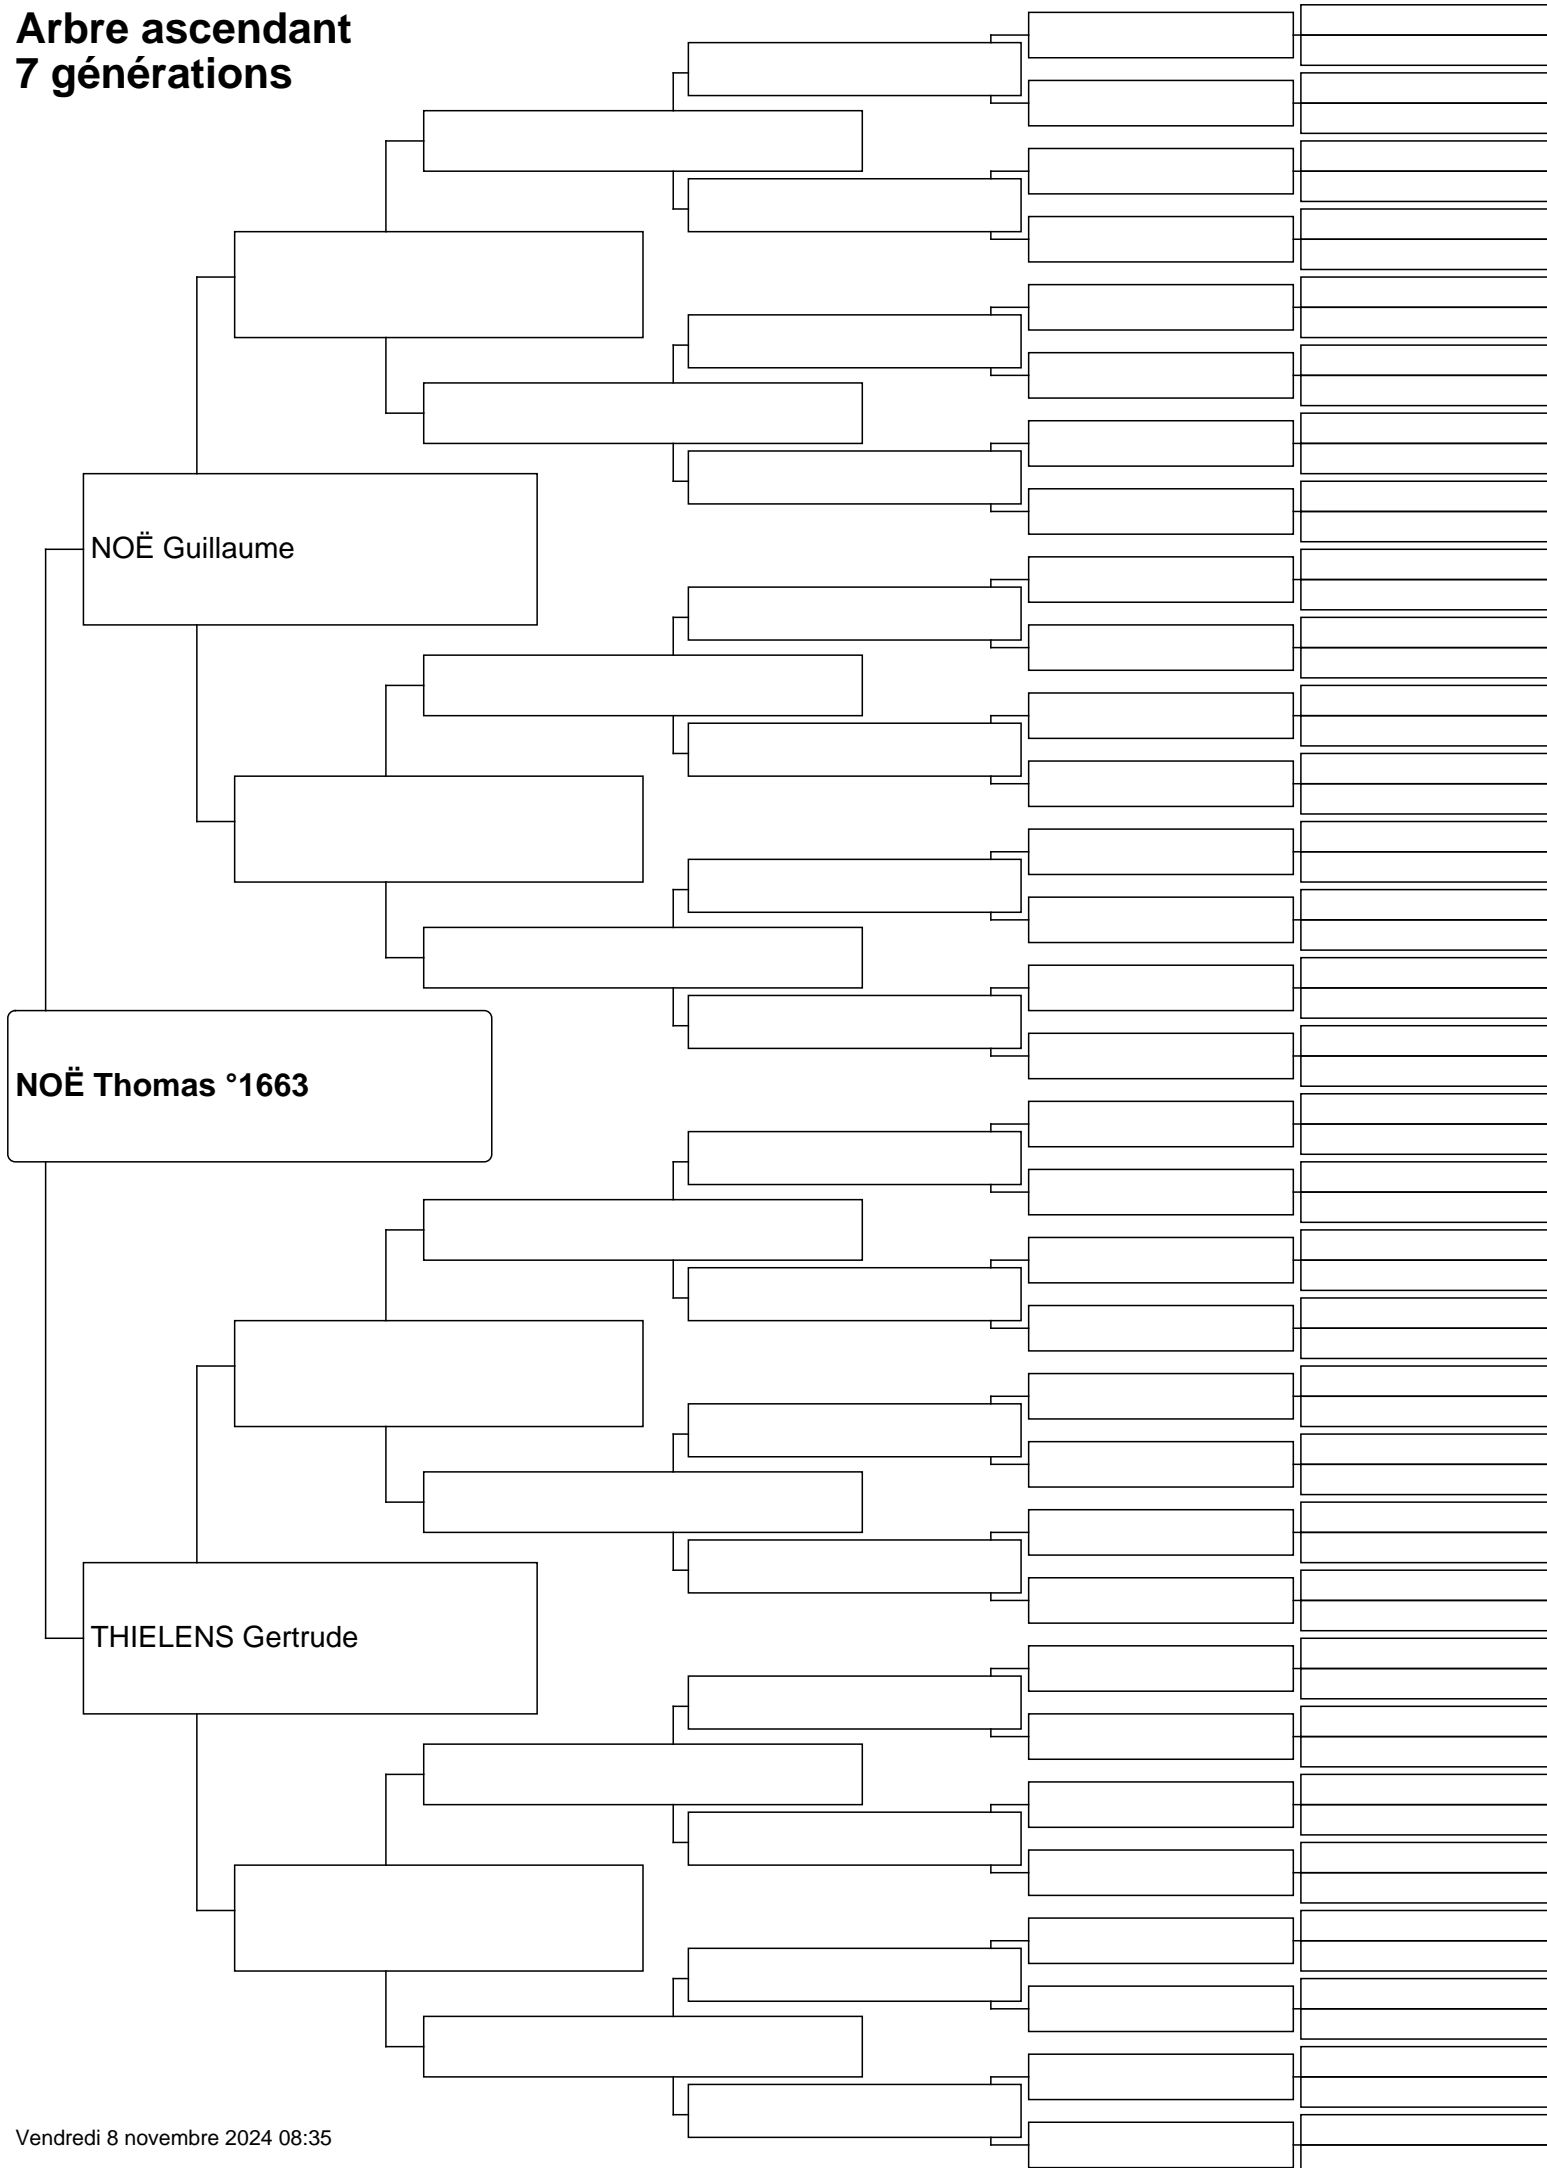 Arbre ascendant
7 générations
NOË Guillaume
NOË Thomas °1663
THIELENS Gertrude
Vendredi 8 novembre 2024 08:35